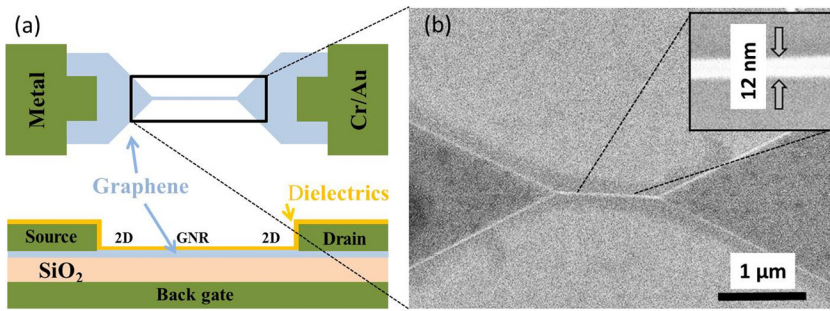 (a)
Metal
Cr/Au
Graphene
Dielectrics
Source
2D
GNR
2D
Drain
SiO₂
Back gate
(b)
12 nm
1 μm